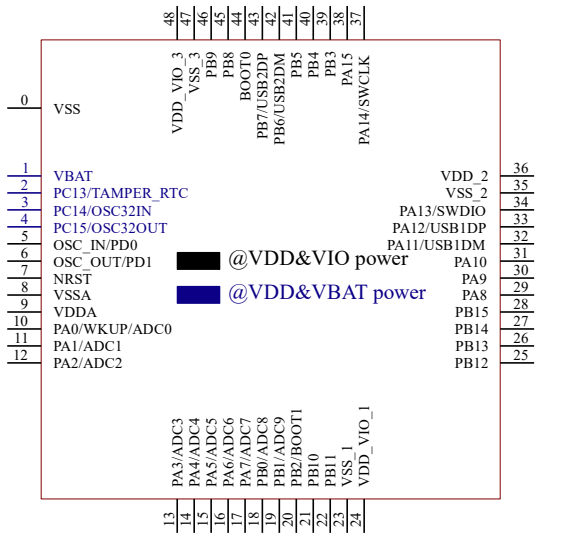 48
47
46
45
44
43
42
41
40
39
38
37
VDD_VIO_3
VSS_3
PB9
PB8
BOOT0
PB7/USB2DP
PB6/USB2DM
PB5
PB4
PB3
PA15
PA14/SWCLK
0 VSS
1 VBAT
2 PC13/TAMPER_RTC
3 PC14/OSC32IN
4 PC15/OSC32OUT
5 OSC_IN/PD0
6 OSC_OUT/PD1
7 NRST
8 VSSA
9 VDDA
10 PA0/WKUP/ADC0
11 PA1/ADC1
12 PA2/ADC2
@VDD&VIO power
@VDD&VBAT power
VDD_2 36
VSS_2 35
PA13/SWDIO 34
PA12/USB1DP 33
PA11/USB1DM 32
PA10 31
PA9 30
PA8 29
PB15 28
PB14 27
PB13 26
PB12 25
PA3/ADC3
PA4/ADC4
PA5/ADC5
PA6/ADC6
PA7/ADC7
PB0/ADC8
PB1/ADC9
PB2/BOOT1
PB10
PB11
VSS_1
VDD_VIO_1
13
14
15
16
17
18
19
20
21
22
23
24